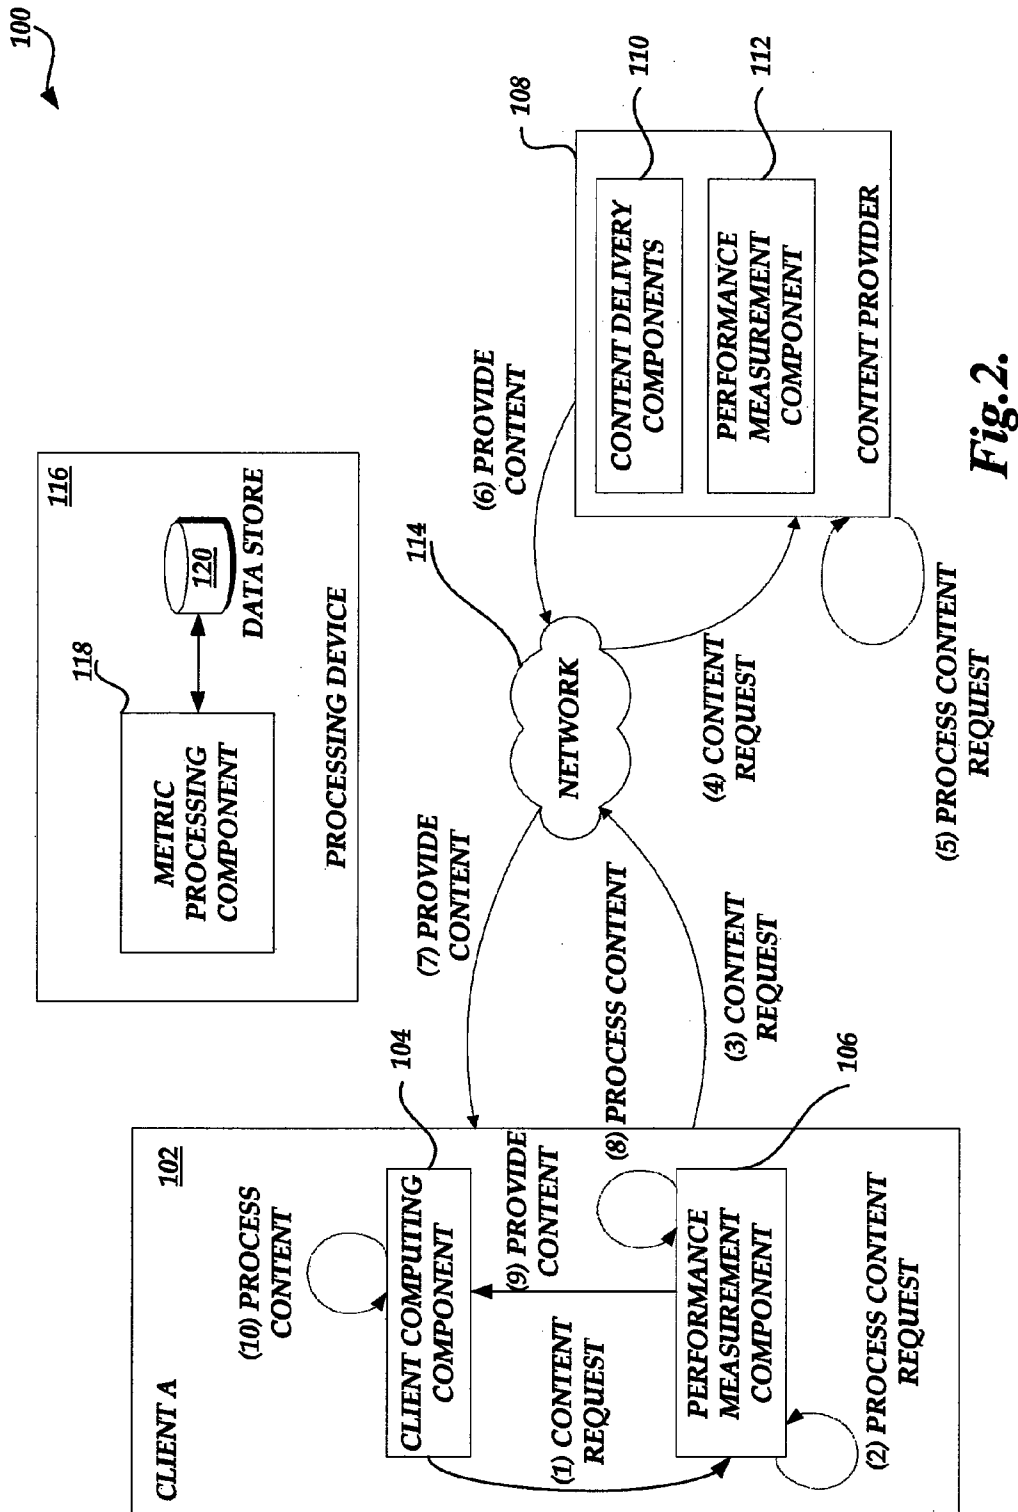 100
116
118
METRIC
PROCESSING
COMPONENT
120
DATA STORE
PROCESSING DEVICE
CLIENT A
102
(10) PROCESS
CONTENT
104
CLIENT COMPUTING
COMPONENT
(1) CONTENT
REQUEST
(9) PROVIDE
CONTENT
(8) PROCESS CONTENT
PERFORMANCE
MEASUREMENT
COMPONENT
106
(2) PROCESS CONTENT
REQUEST
(7) PROVIDE
CONTENT
(3) CONTENT
REQUEST
114
NETWORK
(6) PROVIDE
CONTENT
(4) CONTENT
REQUEST
108
110
CONTENT DELIVERY
COMPONENTS
112
PERFORMANCE
MEASUREMENT
COMPONENT
CONTENT PROVIDER
(5) PROCESS CONTENT
REQUEST
Fig.2.